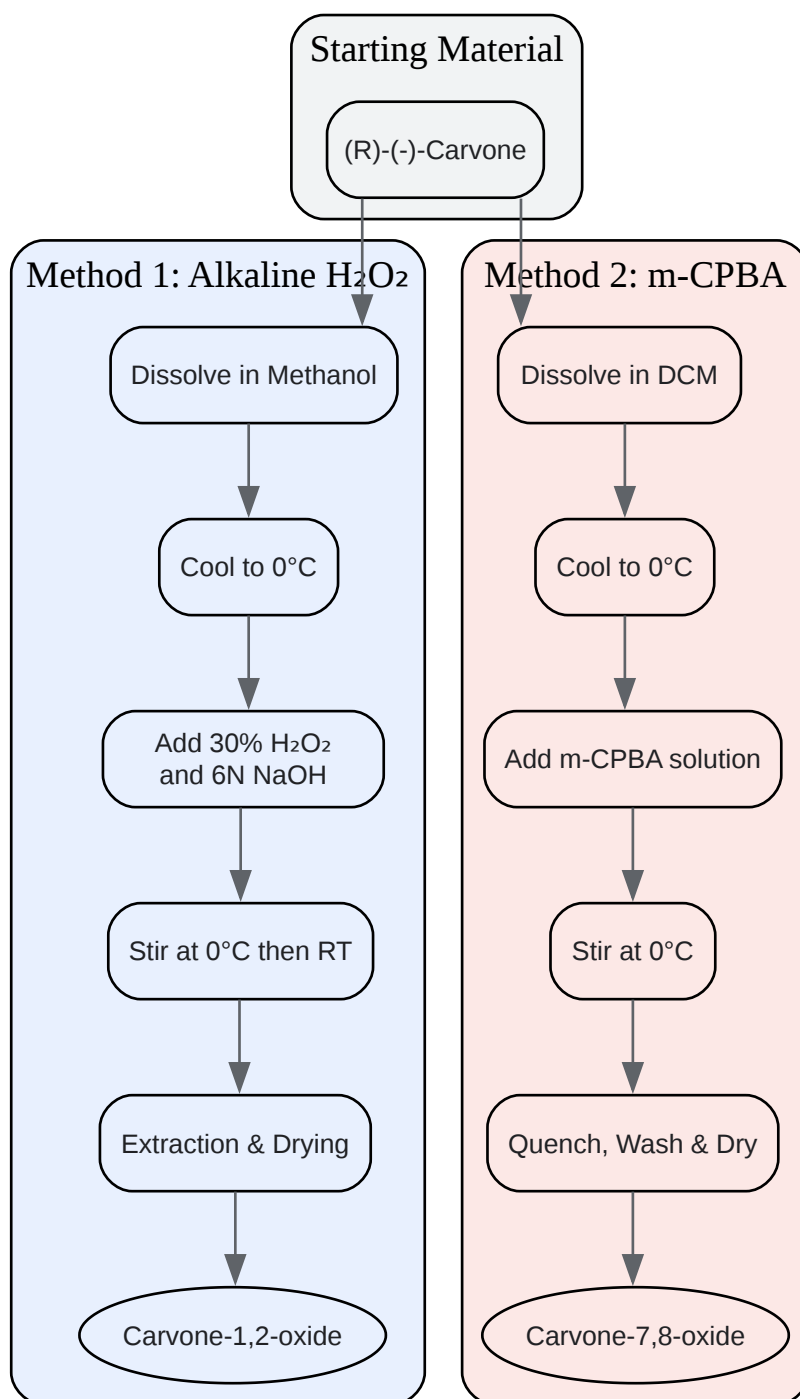 Starting Material
(R)-(-)-Carvone
Method 1: Alkaline H₂O₂
Dissolve in Methanol
Cool to 0°C
Add 30% H₂O₂
and 6N NaOH
Stir at 0°C then RT
Extraction & Drying
Carvone-1,2-oxide
Method 2: m-CPBA
Dissolve in DCM
Cool to 0°C
Add m-CPBA solution
Stir at 0°C
Quench, Wash & Dry
Carvone-7,8-oxide